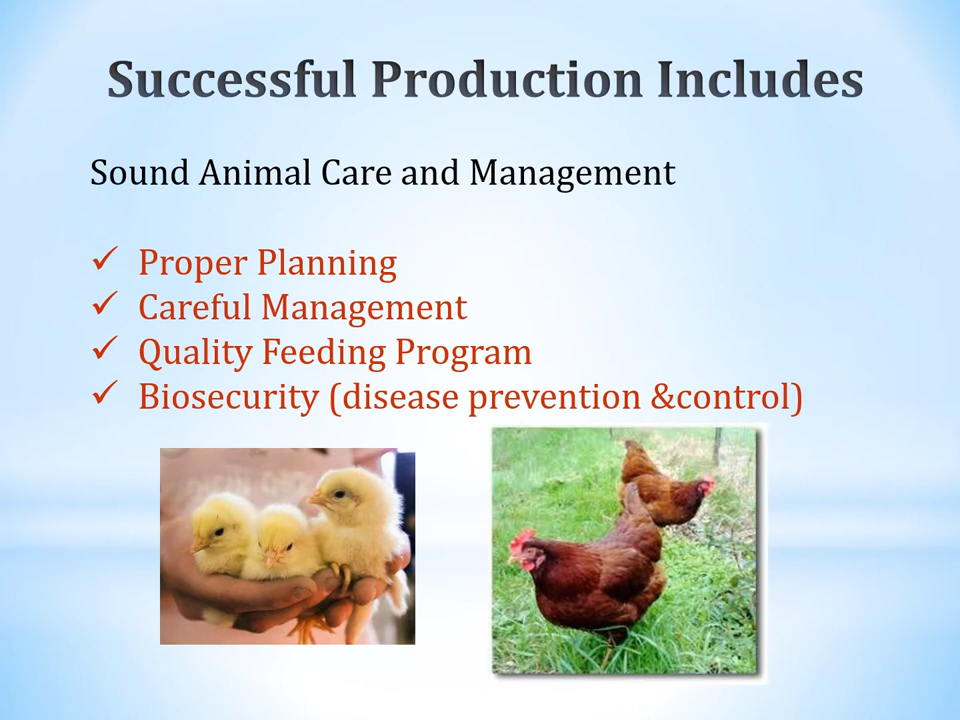 Successful Production Includes
Sound Animal Care and Management
✓ Proper Planning
✓ Careful Management
✓ Quality Feeding Program
✓ Biosecurity (disease prevention &control)